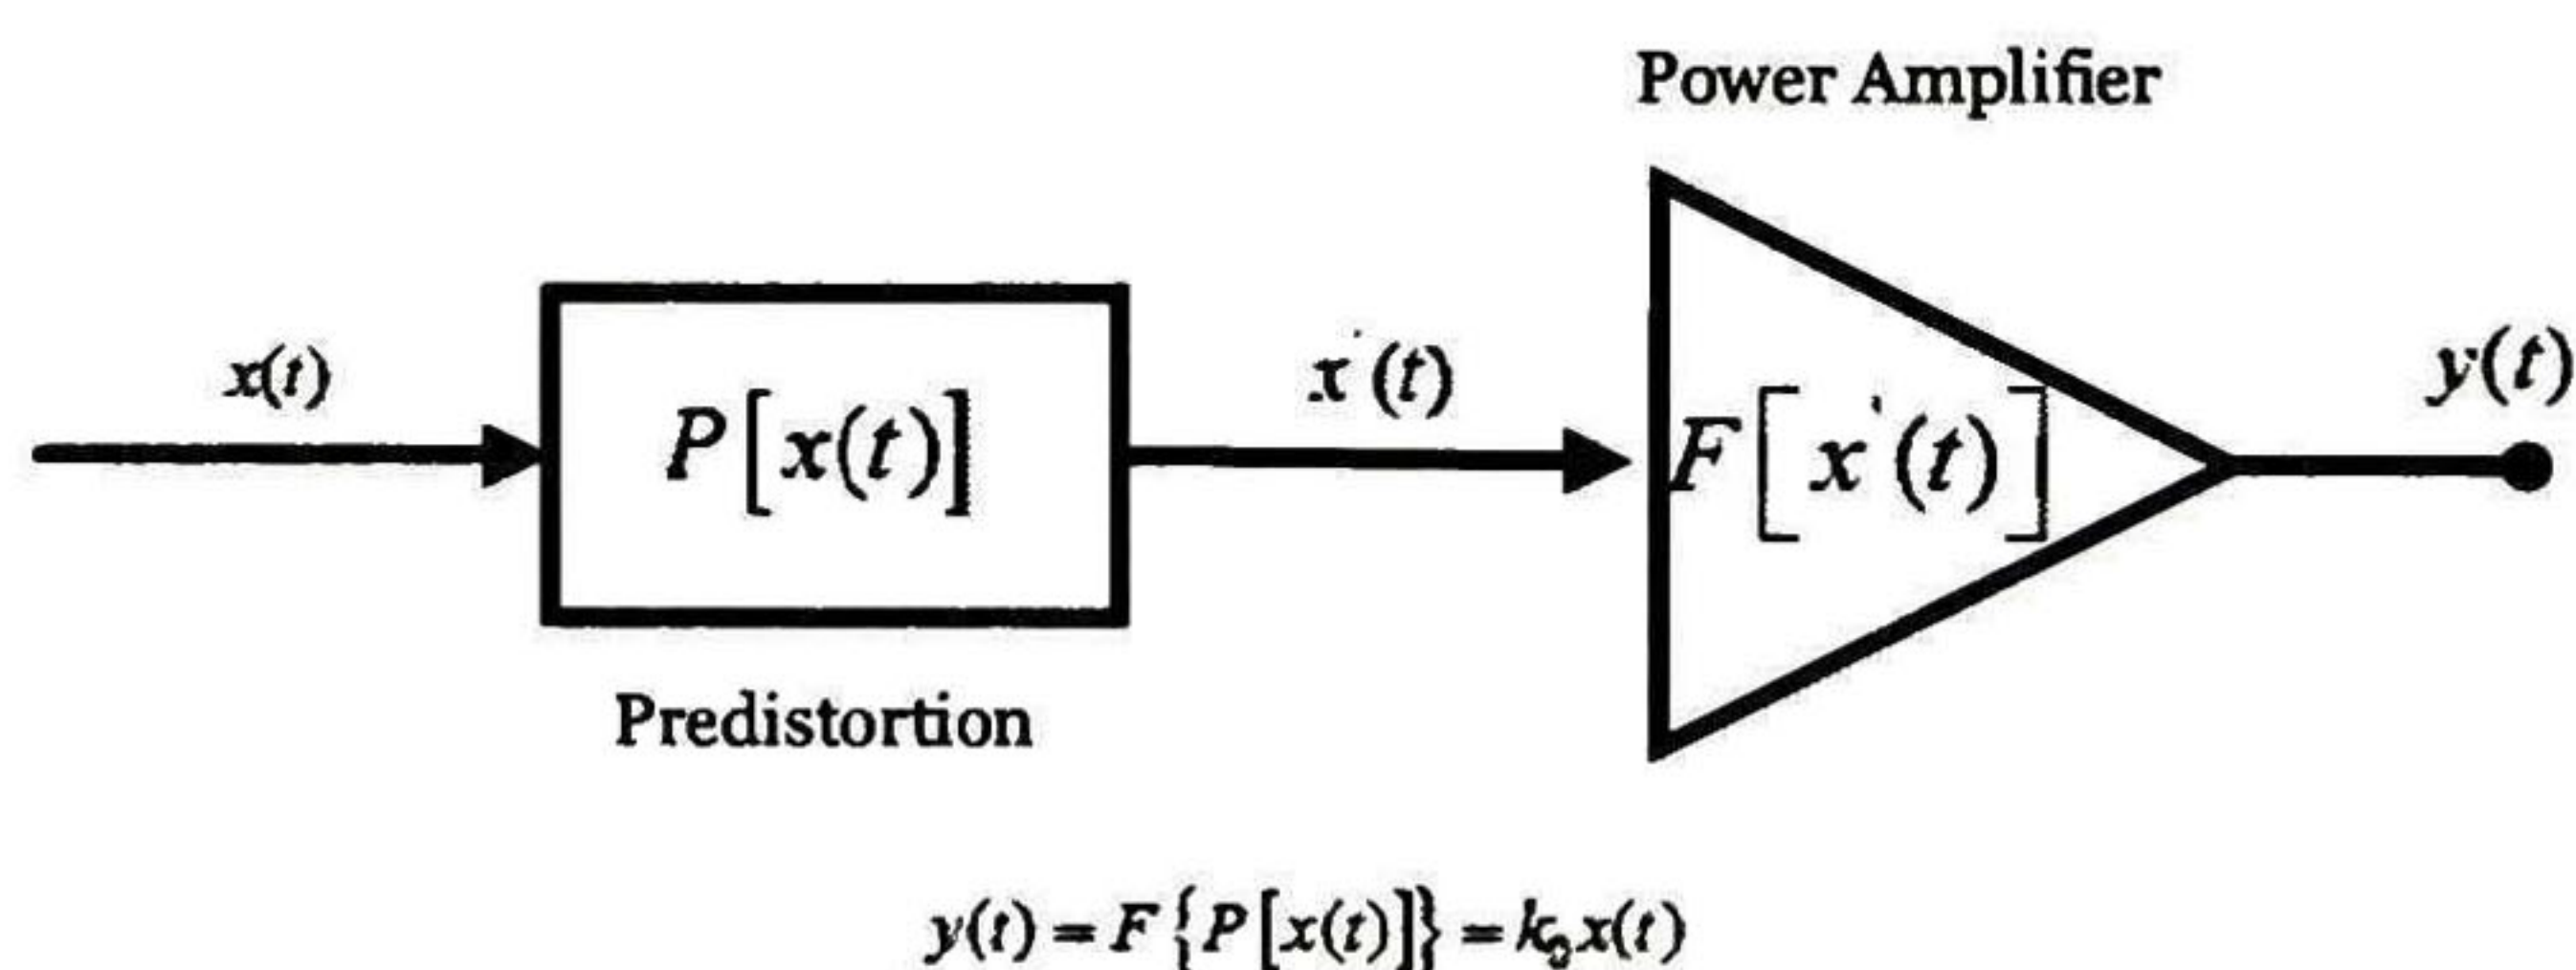 Power Amplifier
x(t)
P[x(t)]
x'(t)
F[x'(t)]
y(t)
Predistortion
y(t) = F{P[x(t)]} = k₀x(t)